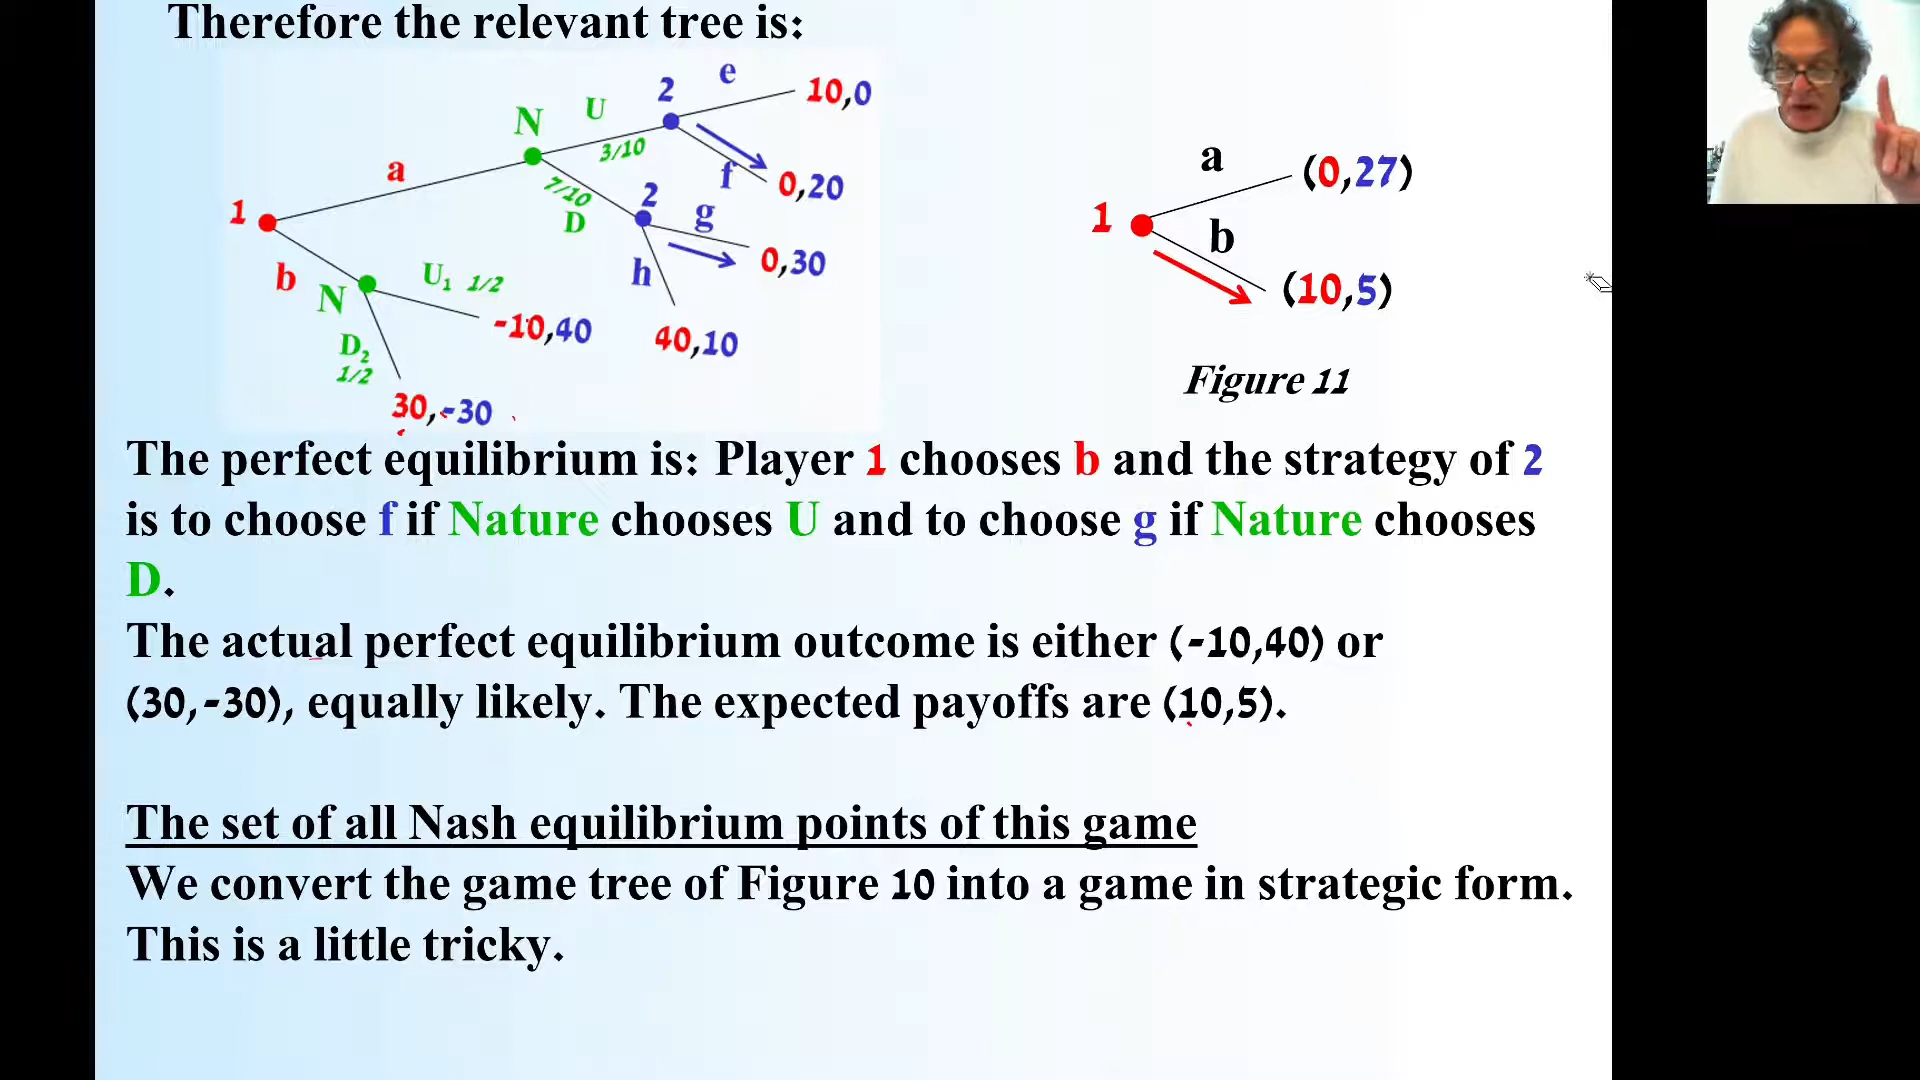 Therefore the relevant tree is:
2 e 10,0
N U 3/10
f 0,20
a
7/10 D
2 g 0,30
1
h 40,10
b N U1 1/2 -10,40
D2 1/2
30,-30
a (0,27)
1
b (10,5)
Figure 11
The perfect equilibrium is: Player 1 chooses b and the strategy of 2
is to choose f if Nature chooses U and to choose g if Nature chooses
D.
The actual perfect equilibrium outcome is either (-10,40) or
(30,-30), equally likely. The expected payoffs are (10,5).
The set of all Nash equilibrium points of this game
We convert the game tree of Figure 10 into a game in strategic form.
This is a little tricky.